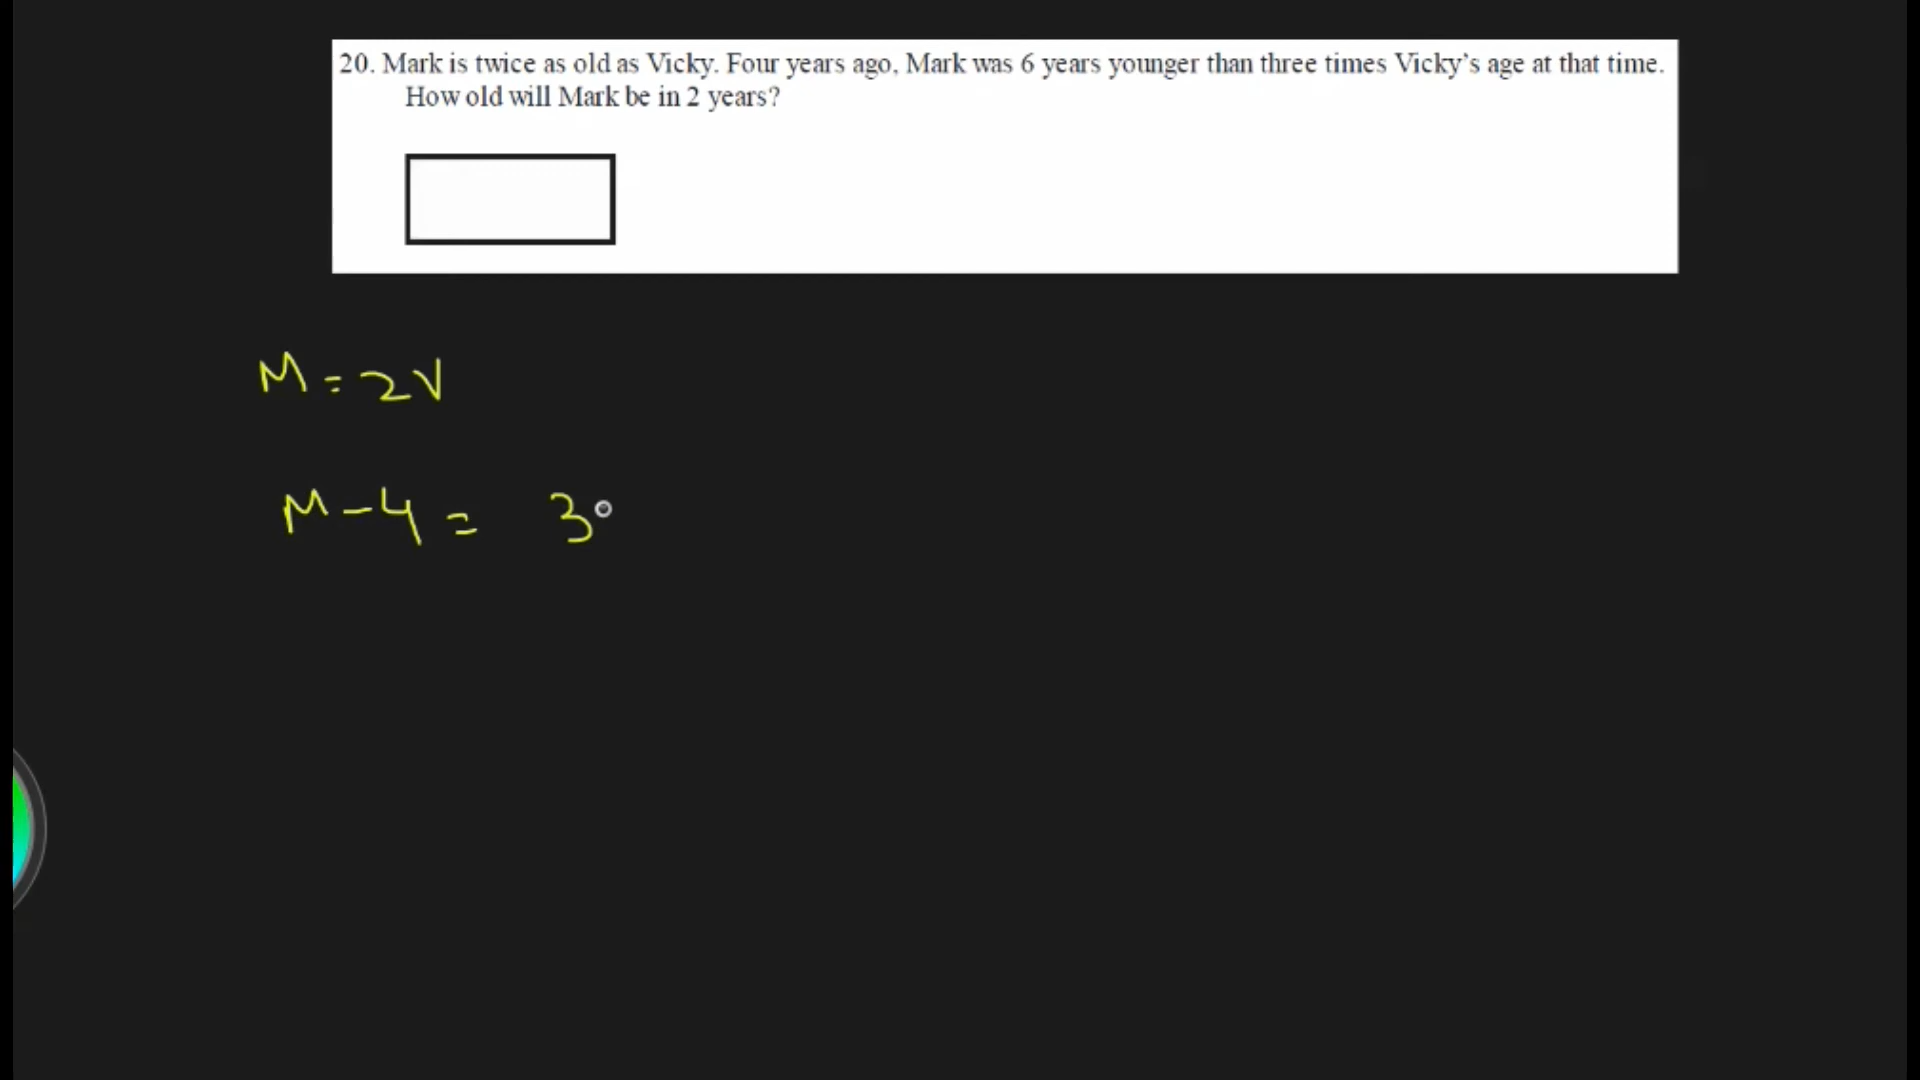 20. Mark is twice as old as Vicky. Four years ago, Mark was 6 years younger than three times Vicky's age at that time.
How old will Mark be in 2 years?
M = 2V
M - 4 = 3